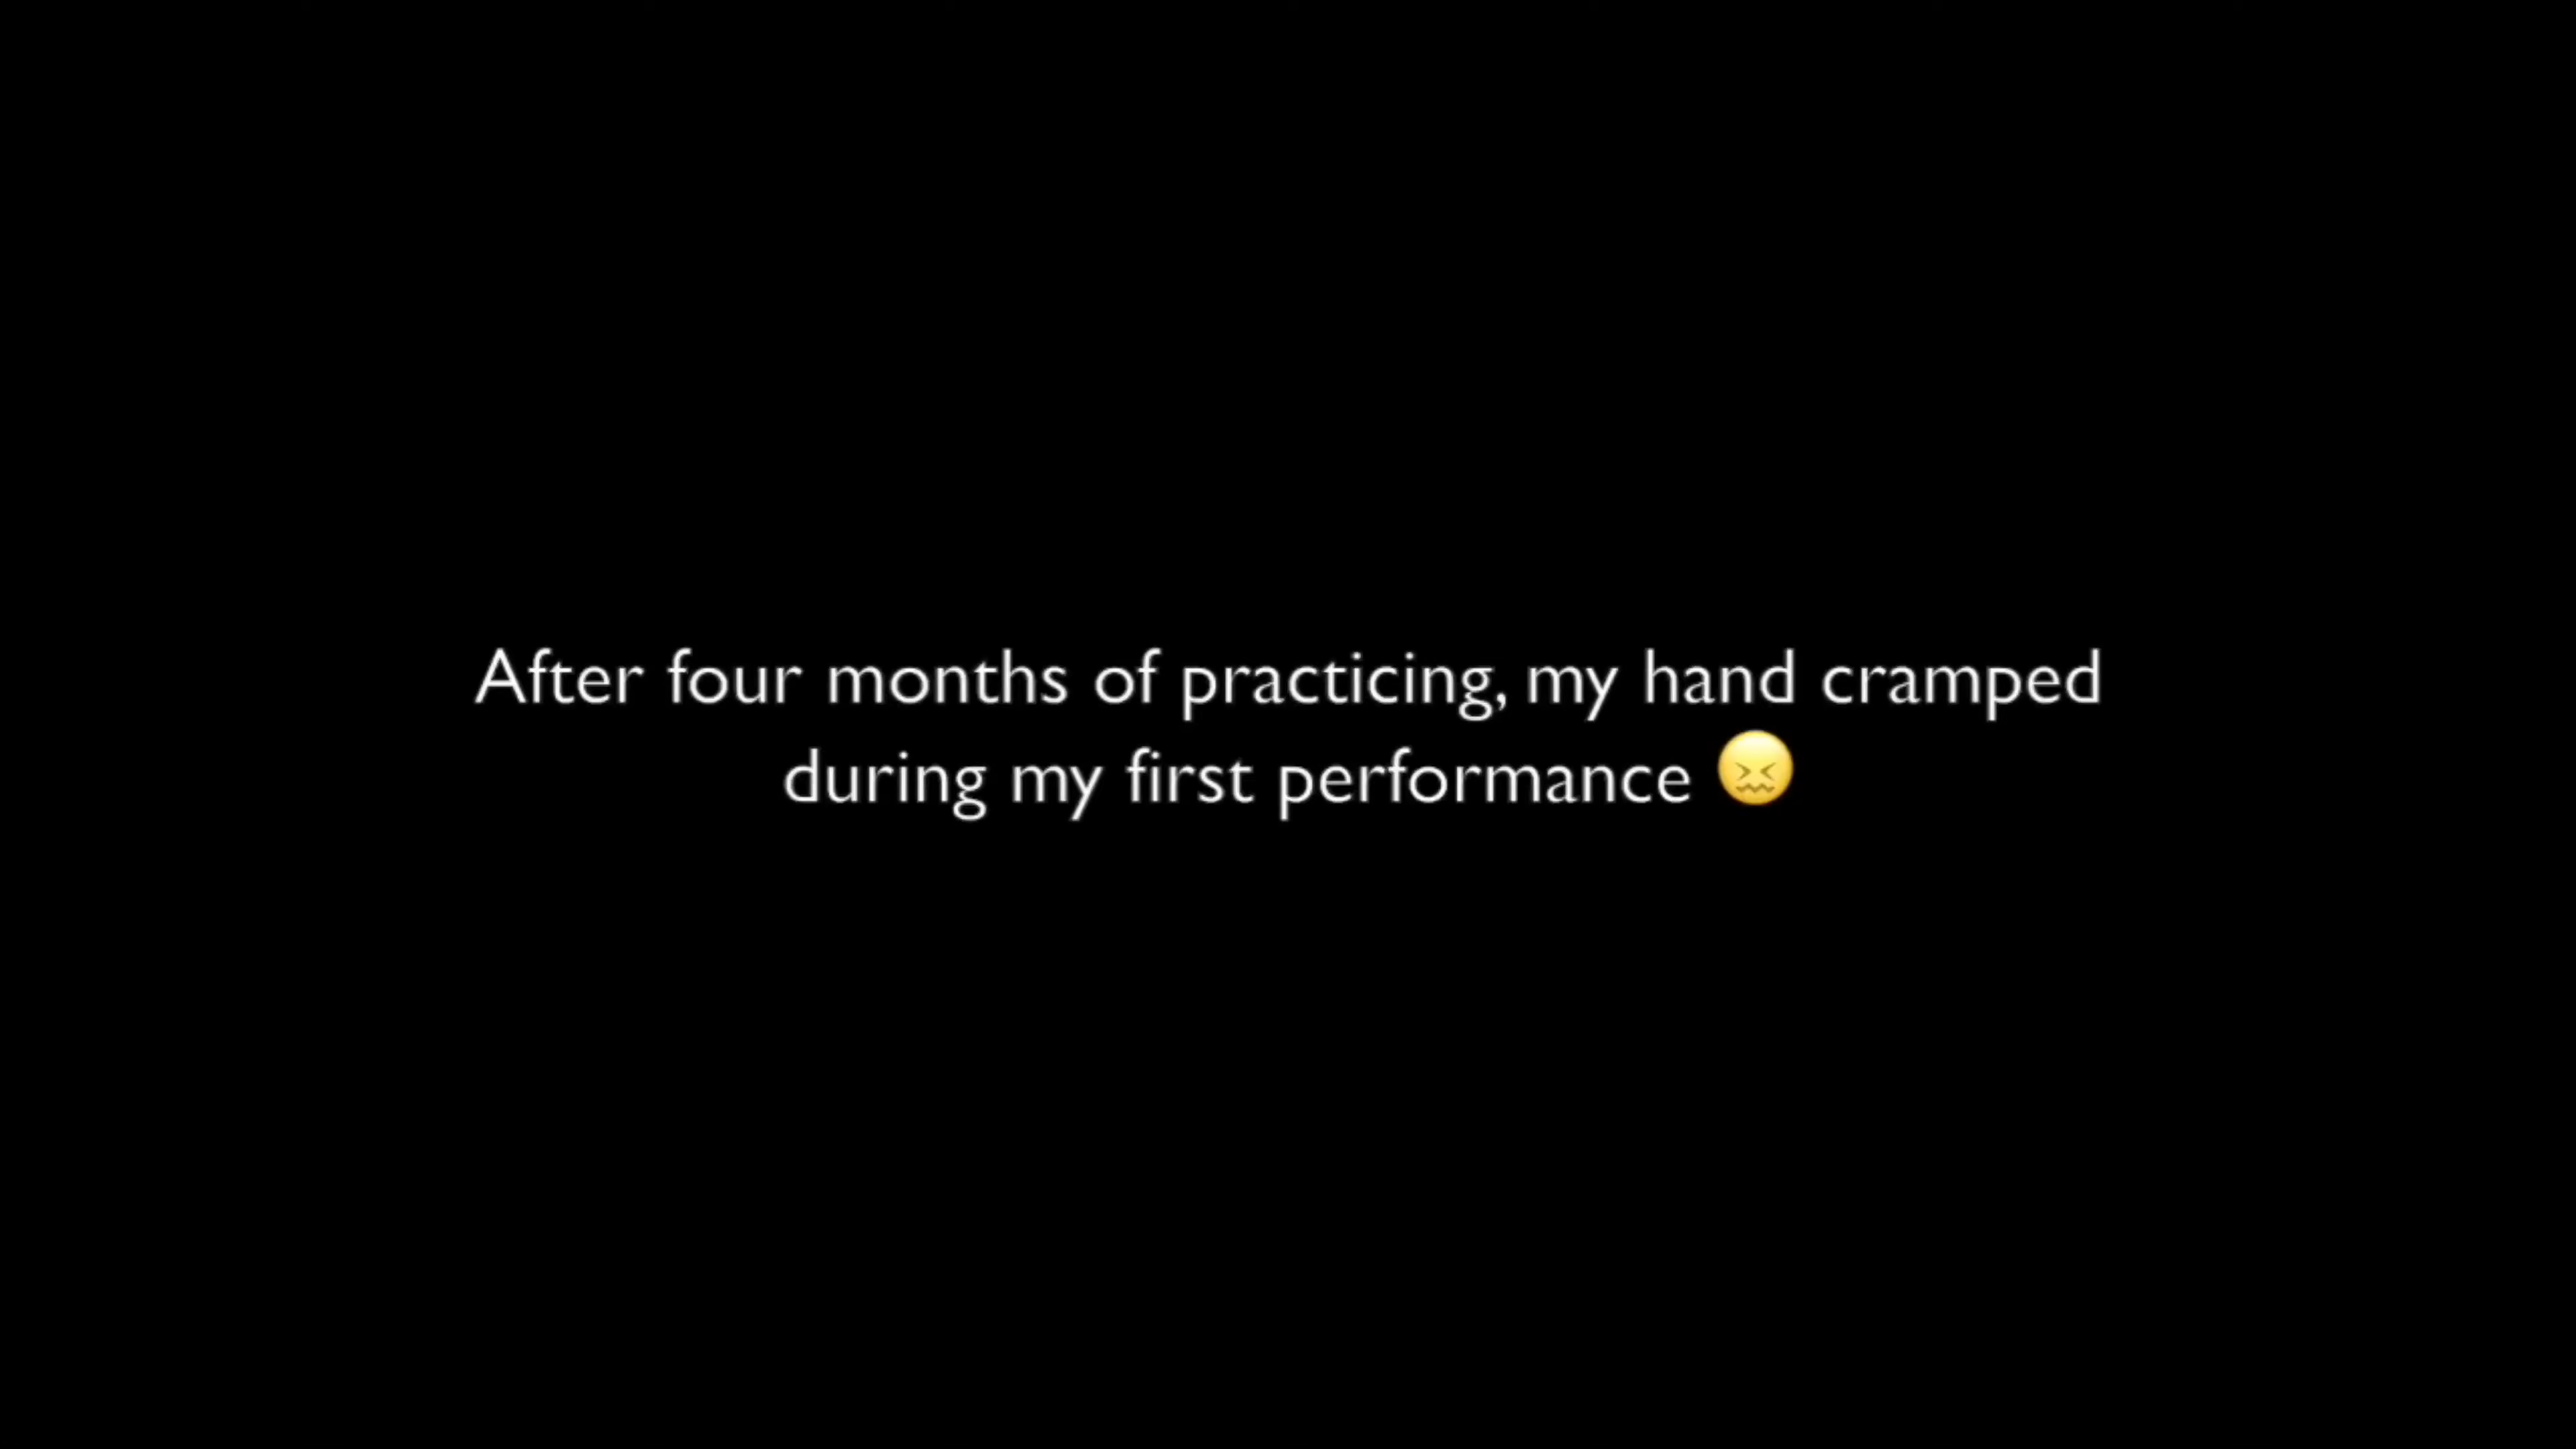 After four months of practicing, my hand cramped
during my first performance 😖